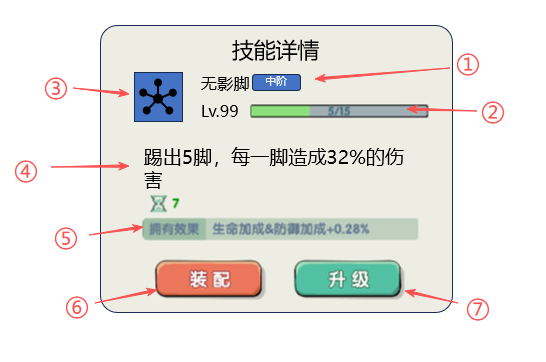 技能详情
①
无影脚 中阶
③
Lv.99 5/15
②
④
踢出5脚，每一脚造成32%的伤
害
7
⑤
拥有效果 生命加成&防御加成+0.28%
装配 升级
⑥
⑦